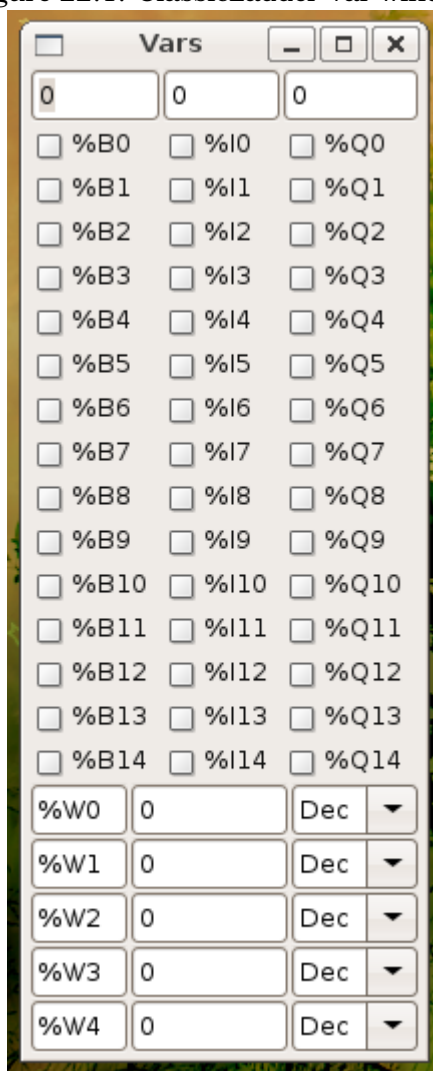 Vars
0 0 0
%B0 %I0 %Q0
%B1 %I1 %Q1
%B2 %I2 %Q2
%B3 %I3 %Q3
%B4 %I4 %Q4
%B5 %I5 %Q5
%B6 %I6 %Q6
%B7 %I7 %Q7
%B8 %I8 %Q8
%B9 %I9 %Q9
%B10 %I10 %Q10
%B11 %I11 %Q11
%B12 %I12 %Q12
%B13 %I13 %Q13
%B14 %I14 %Q14
%W0 0 Dec
%W1 0 Dec
%W2 0 Dec
%W3 0 Dec
%W4 0 Dec